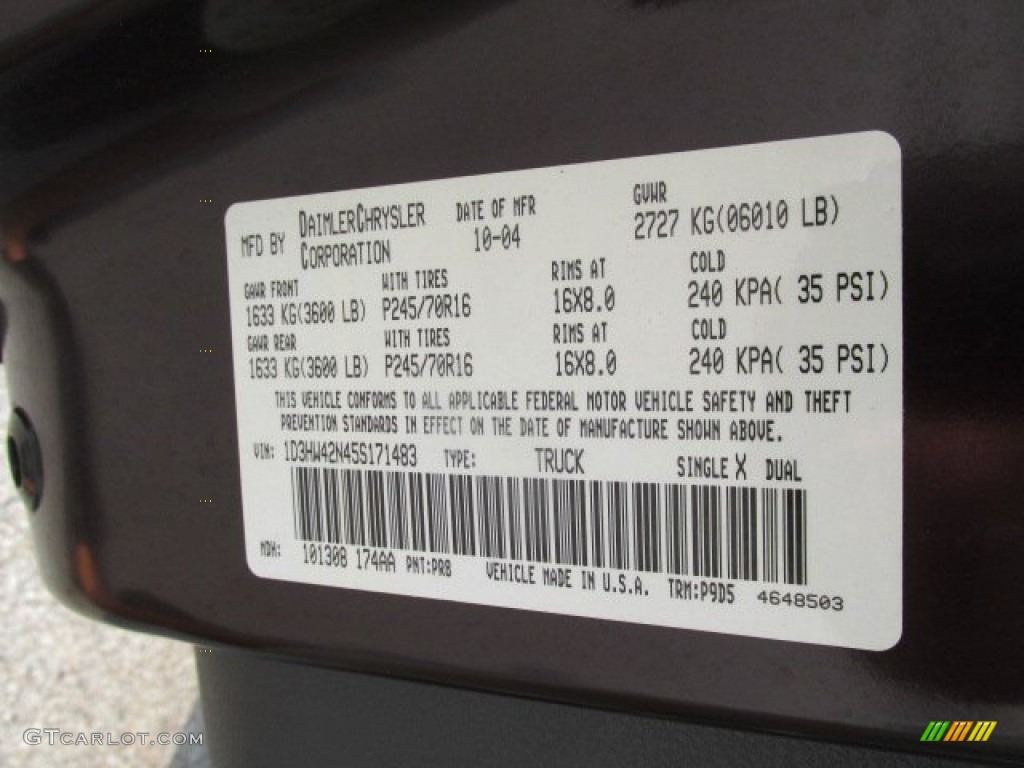 MFD BY DAIMLERCHRYSLER CORPORATION DATE OF MFR 10-04 GVWR 2727 KG(06010 LB)
GAWR FRONT WITH TIRES RIMS AT COLD
1633 KG(3600 LB) P245/70R16 16X8.0 240 KPA( 35 PSI)
GAWR REAR WITH TIRES RIMS AT COLD
1633 KG(3600 LB) P245/70R16 16X8.0 240 KPA( 35 PSI)
THIS VEHICLE CONFORMS TO ALL APPLICABLE FEDERAL MOTOR VEHICLE SAFETY AND THEFT
PREVENTION STANDARDS IN EFFECT ON THE DATE OF MANUFACTURE SHOWN ABOVE.
VIN: 1D3HW42N45S171483 TYPE: TRUCK SINGLE X DUAL
MDH: 101308 174AA PNT:PR8 VEHICLE MADE IN U.S.A. TRM:P9D5 4648503
GTCARLOT.COM